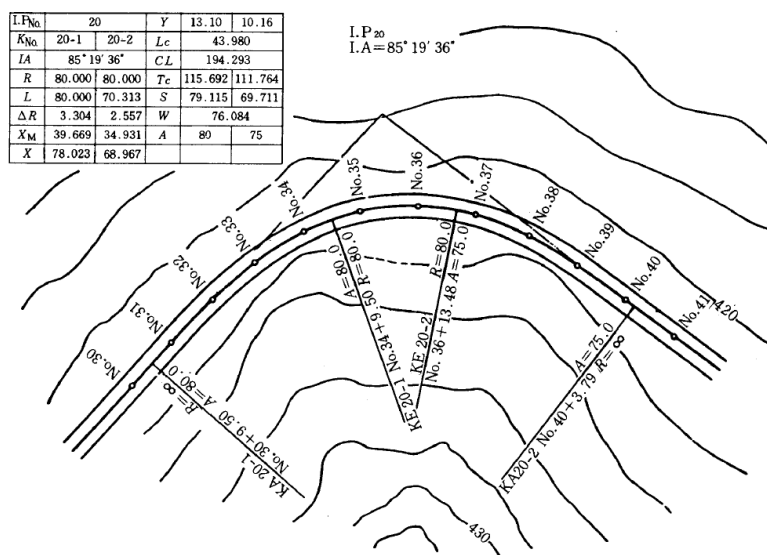 I.P.No. 20 Y 13.10 10.16
KNo. 20-1 20-2 Lc 43.980
IA 85°19′36″ CL 194.293
R 80.000 80.000 Tc 115.692 111.764
L 80.000 70.313 S 79.115 69.711
ΔR 3.304 2.557 W 76.084
XM 39.669 34.931 A 80 75
X 78.023 68.967
I.P 20
I.A=85°19′36″
No.30
No.31
No.32
No.33
No.34
No.35
No.36
No.37
No.38
No.39
No.40
No.41
420
R=∞ A=80.0
KA 20-1 No.30+9.50
A=80.0 R=80.0
KE 20-1 No.34+9.50
R=80.0 A=75.0
KE 20-2
No.36+13.48
A=75.0 R=∞
KA20-2 No.40+3.79
430